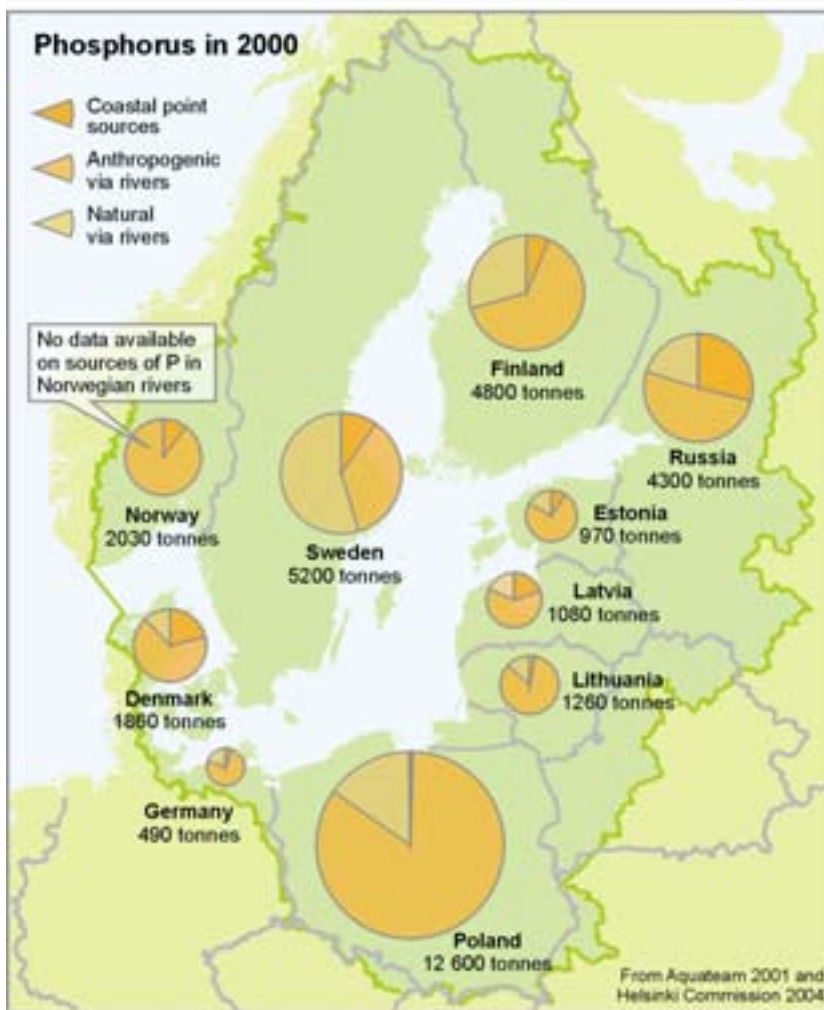 Phosphorus in 2000
Coastal point
sources
Anthropogenic
via rivers
Natural
via rivers
No data available
on sources of P in
Norwegian rivers
Finland
4800 tonnes
Russia
4300 tonnes
Norway
2030 tonnes
Sweden
5200 tonnes
Estonia
970 tonnes
Latvia
1080 tonnes
Denmark
1860 tonnes
Lithuania
1260 tonnes
Germany
490 tonnes
Poland
12 600 tonnes
From Aquateam 2001 and
Helsinki Commission 2004